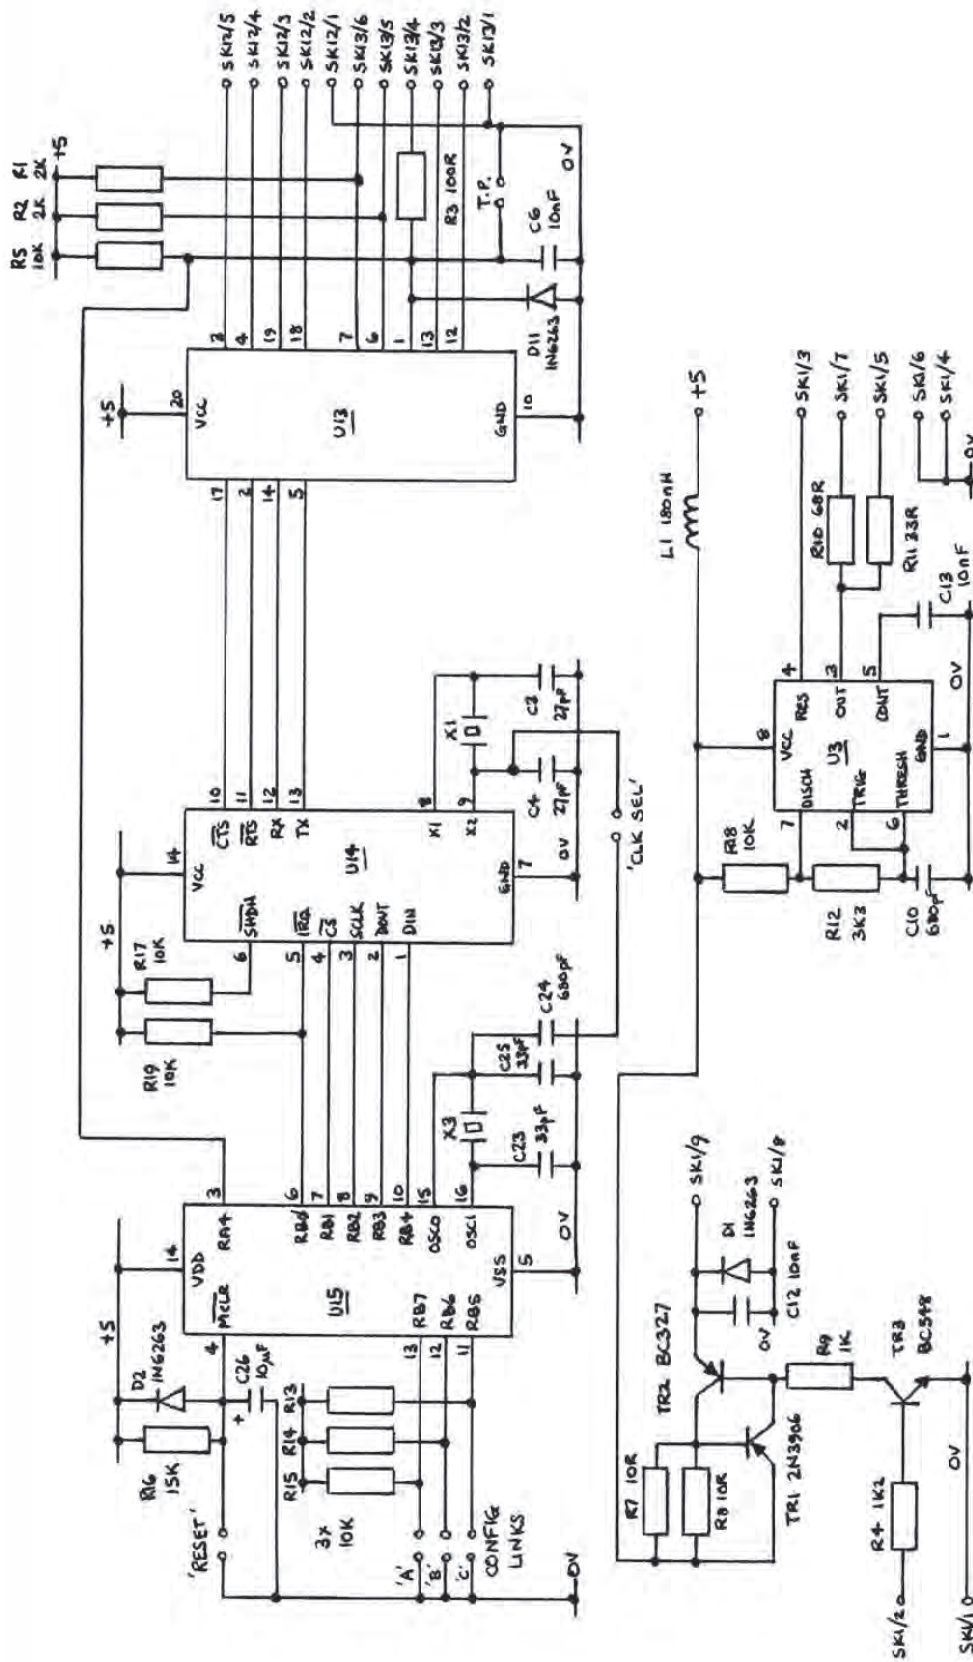 R5 10K
R2 2K
R1 2K
+5
SK12/5
SK12/4
SK12/3
SK12/2
SK12/1
SK13/6
SK13/5
SK13/4
SK13/3
SK13/2
SK13/1
R3 100R
T.P.
C6 10nF
D11 1N6263
0V
+5
20
VCC
U13
GND
10
3
4
19
18
7
6
1
13
12
17
2
14
5
+5
R17 10K
R19 10K
14
VCC
U14
SHDN
6
IRQ
5
CS
4
SCLK
3
DOUT
2
DIN
1
10
CTS
11
RTS
12
RX
13
TX
8
X1
9
X2
GND
7
X1
C3 27pF
C4 27pF
0V
'CLK SEL'
+5
D2 1N6263
R16 15K
C26 10µF
+
'RESET'
14
VDD
U15
MCLR
4
RA4
3
RB0
6
RB1
7
RB2
8
RB3
9
RB4
10
OSC0
15
OSC1
16
RB7
13
RB6
12
RB5
11
VSS
5
R15
R14
R13
3x 10K
'A'
'B'
'C'
CONFIG LINKS
0V
X3
C23 33pF
C25 33pF
C24 680pF
0V
L1 180nH
+5
R18 10K
R12 3K3
C10 680pF
8
VCC
U3
DISCH
7
TRIG
2
THRESH
6
RES
4
OUT
3
CONT
5
GND
1
0V
C13 10nF
R10 68R
R11 33R
SK1/3
SK1/7
SK1/5
SK1/6
SK1/4
0V
R7 10R
R8 10R
TR1 2N3906
TR2 BC327
D1 1N6263
C12 10nF
SK1/9
SK1/8
0V
R9 1K
TR3 BC548
R4 1K2
SK1/2
SK1/1
0V